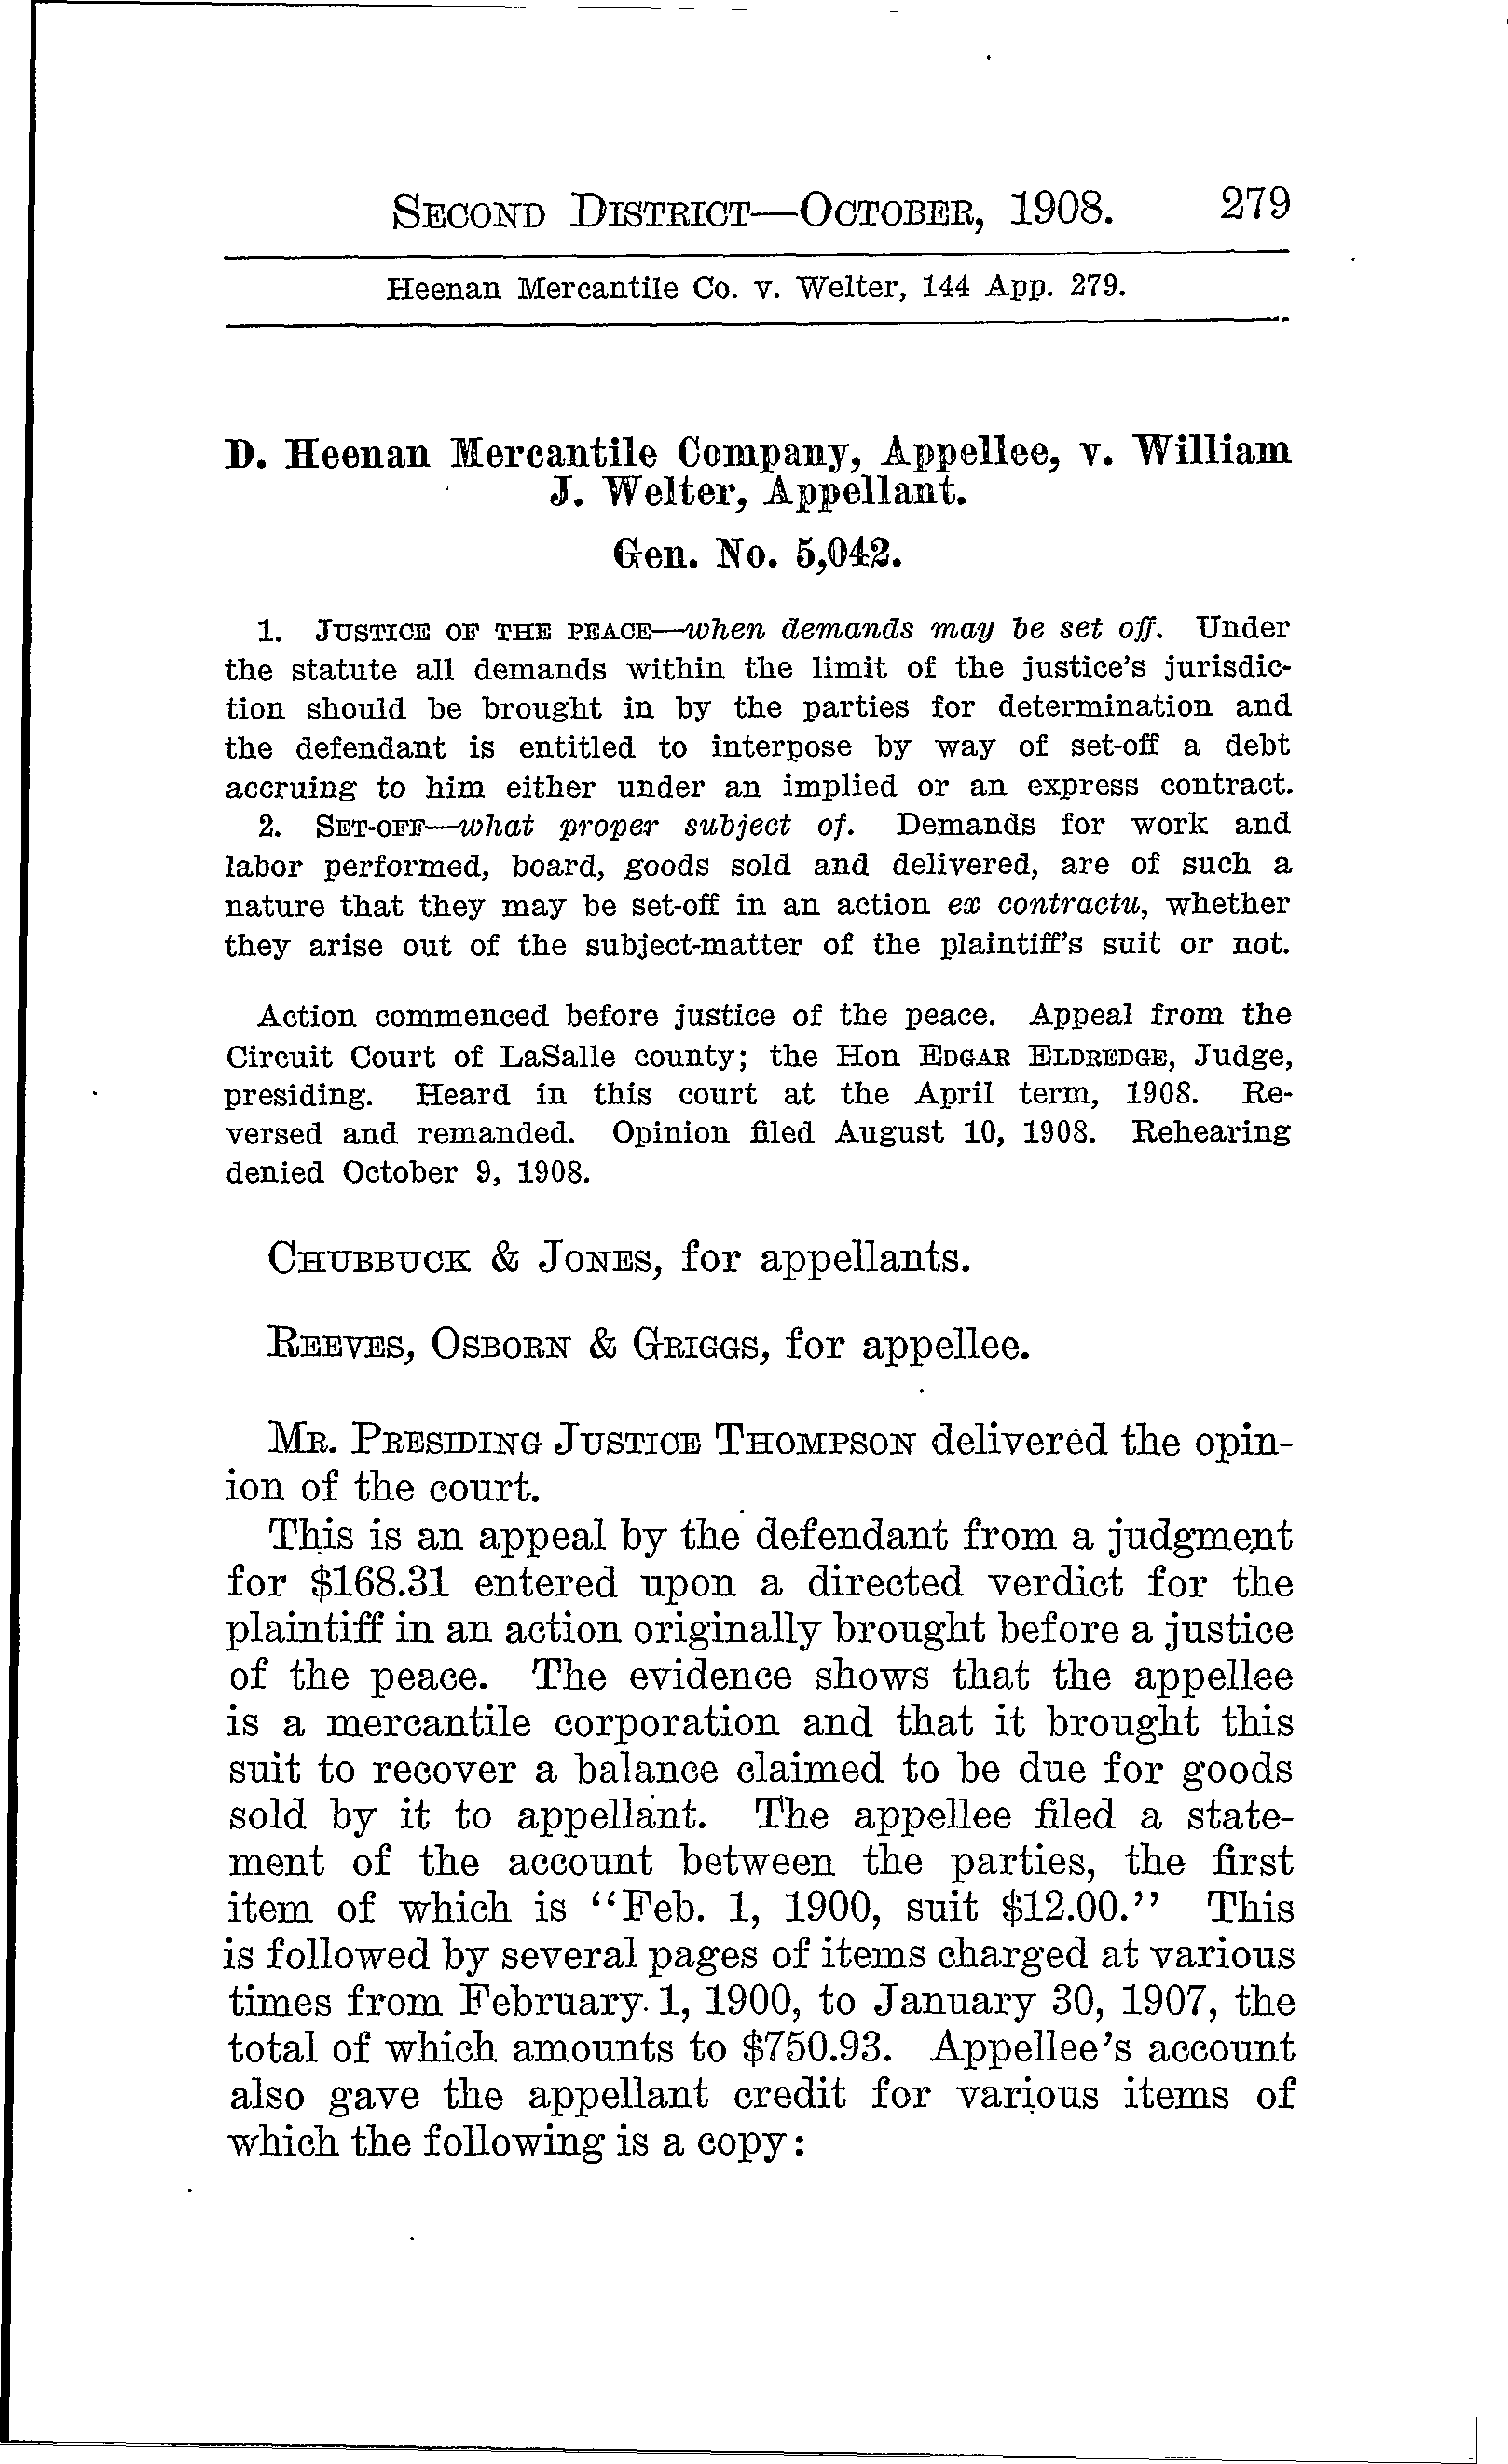 SECOND DISTRICT—OCTOBER, 1908. 279
Heenan Mercantile Co. v. Welter, 144 App. 279.
D. Heenan Mercantile Company, Appellee, v. William
J. Welter, Appellant.
Gen. No. 5,042.
1. JUSTICE OF THE PEACE—when demands may be set off. Under
the statute all demands within the limit of the justice's jurisdic-
tion should be brought in by the parties for determination and
the defendant is entitled to interpose by way of set-off a debt
accruing to him either under an implied or an express contract.
2. SET-OFF—what proper subject of. Demands for work and
labor performed, board, goods sold and delivered, are of such a
nature that they may be set-off in an action ex contractu, whether
they arise out of the subject-matter of the plaintiff's suit or not.
Action commenced before justice of the peace. Appeal from the
Circuit Court of LaSalle county; the Hon EDGAR ELDREDGE, Judge,
presiding. Heard in this court at the April term, 1908. Re-
versed and remanded. Opinion filed August 10, 1908. Rehearing
denied October 9, 1908.
CHUBBUCK & JONES, for appellants.
REEVES, OSBORN & GRIGGS, for appellee.
MR. PRESIDING JUSTICE THOMPSON delivered the opin-
ion of the court.
This is an appeal by the defendant from a judgment
for $168.31 entered upon a directed verdict for the
plaintiff in an action originally brought before a justice
of the peace. The evidence shows that the appellee
is a mercantile corporation and that it brought this
suit to recover a balance claimed to be due for goods
sold by it to appellant. The appellee filed a state-
ment of the account between the parties, the first
item of which is "Feb. 1, 1900, suit $12.00." This
is followed by several pages of items charged at various
times from February 1, 1900, to January 30, 1907, the
total of which amounts to $750.93. Appellee's account
also gave the appellant credit for various items of
which the following is a copy: